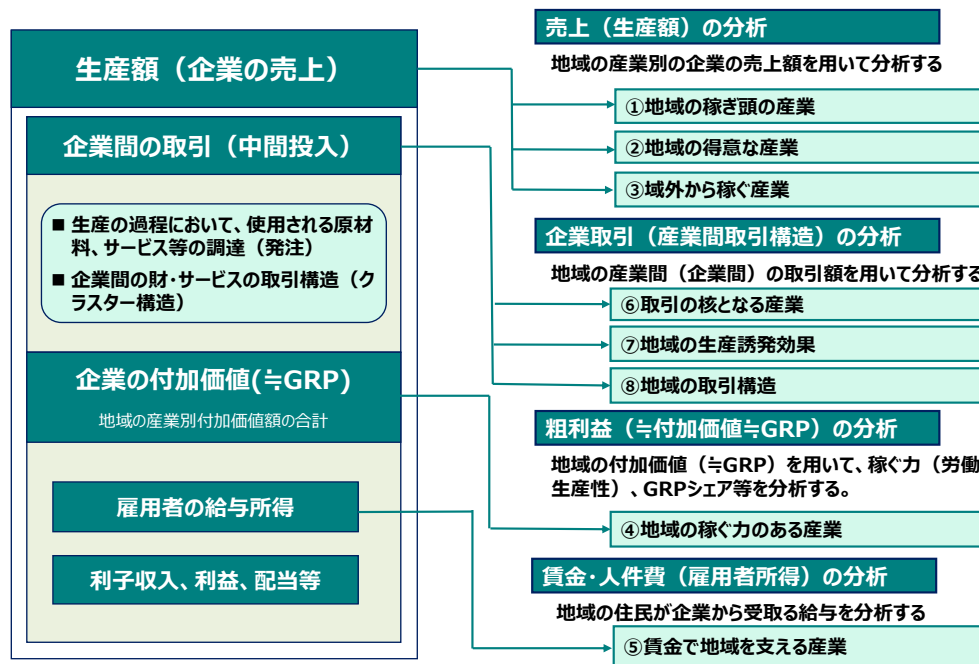 生産額（企業の売上）
企業間の取引（中間投入）
■ 生産の過程において、使用される原材
料、サービス等の調達（発注）
■ 企業間の財・サービスの取引構造（ク
ラスター構造）
企業の付加価値(≒GRP)
地域の産業別付加価値額の合計
雇用者の給与所得
利子収入、利益、配当等
売上（生産額）の分析
地域の産業別の企業の売上額を用いて分析する
①地域の稼ぎ頭の産業
②地域の得意な産業
③域外から稼ぐ産業
企業取引（産業間取引構造）の分析
地域の産業間（企業間）の取引額を用いて分析する
⑥取引の核となる産業
⑦地域の生産誘発効果
⑧地域の取引構造
粗利益（≒付加価値≒GRP）の分析
地域の付加価値（≒GRP）を用いて、稼ぐ力（労働
生産性）、GRPシェア等を分析する。
④地域の稼ぐ力のある産業
賃金・人件費（雇用者所得）の分析
地域の住民が企業から受取る給与を分析する
⑤賃金で地域を支える産業